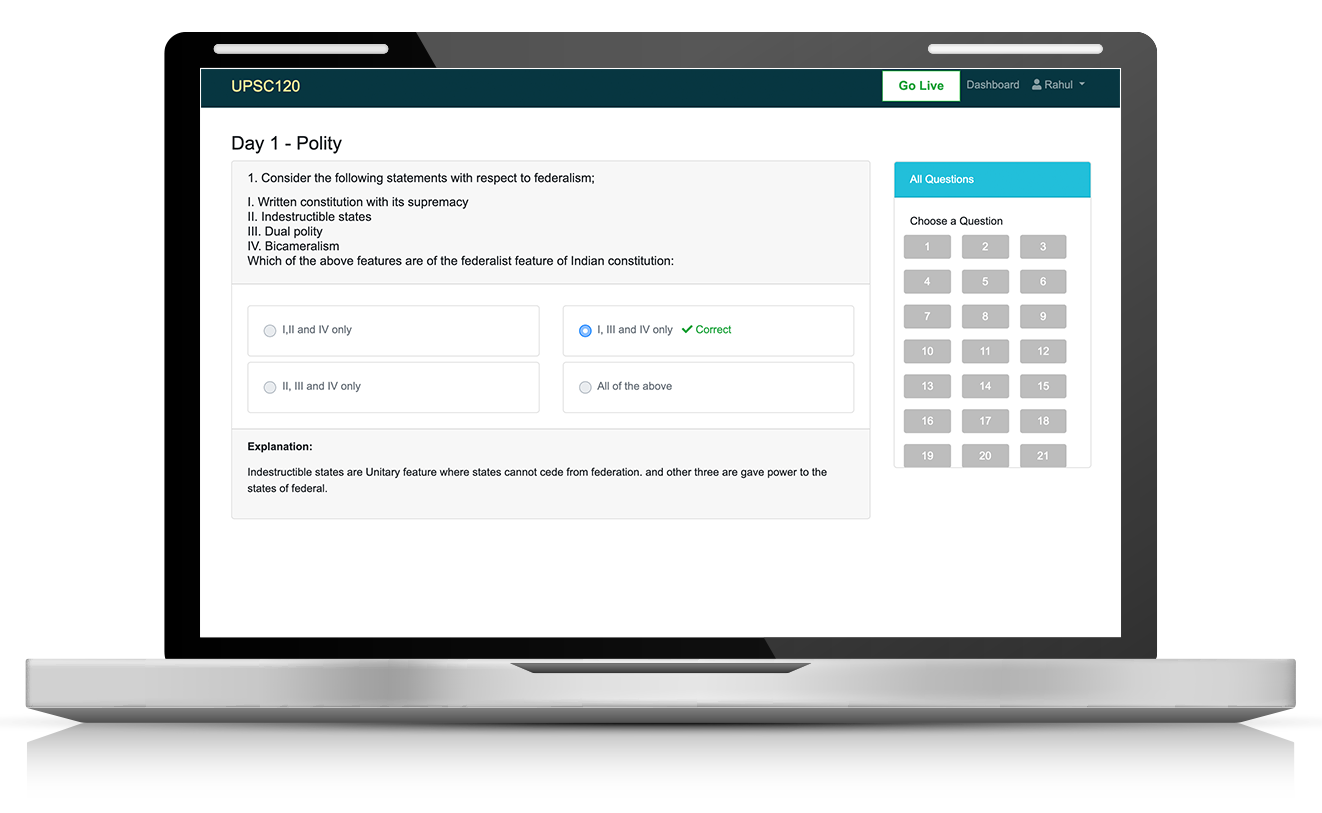 UPSC120
Go Live
Dashboard
Rahul
Day 1 - Polity
1. Consider the following statements with respect to federalism;
I. Written constitution with its supremacy
II. Indestructible states
III. Dual polity
IV. Bicameralism
Which of the above features are of the federalist feature of Indian constitution:
I,II and IV only
I, III and IV only Correct
II, III and IV only
All of the above
Explanation:
Indestructible states are Unitary feature where states cannot cede from federation. and other three are gave power to the
states of federal.
All Questions
Choose a Question
1 2 3
4 5 6
7 8 9
10 11 12
13 14 15
16 17 18
19 20 21